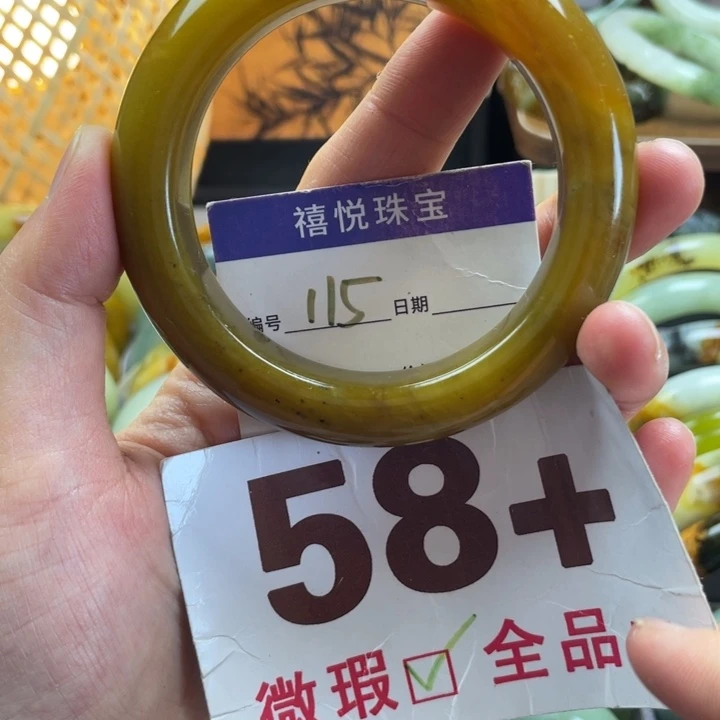 禧悦珠宝
编号 115 日期
58+
微瑕☑ 全品